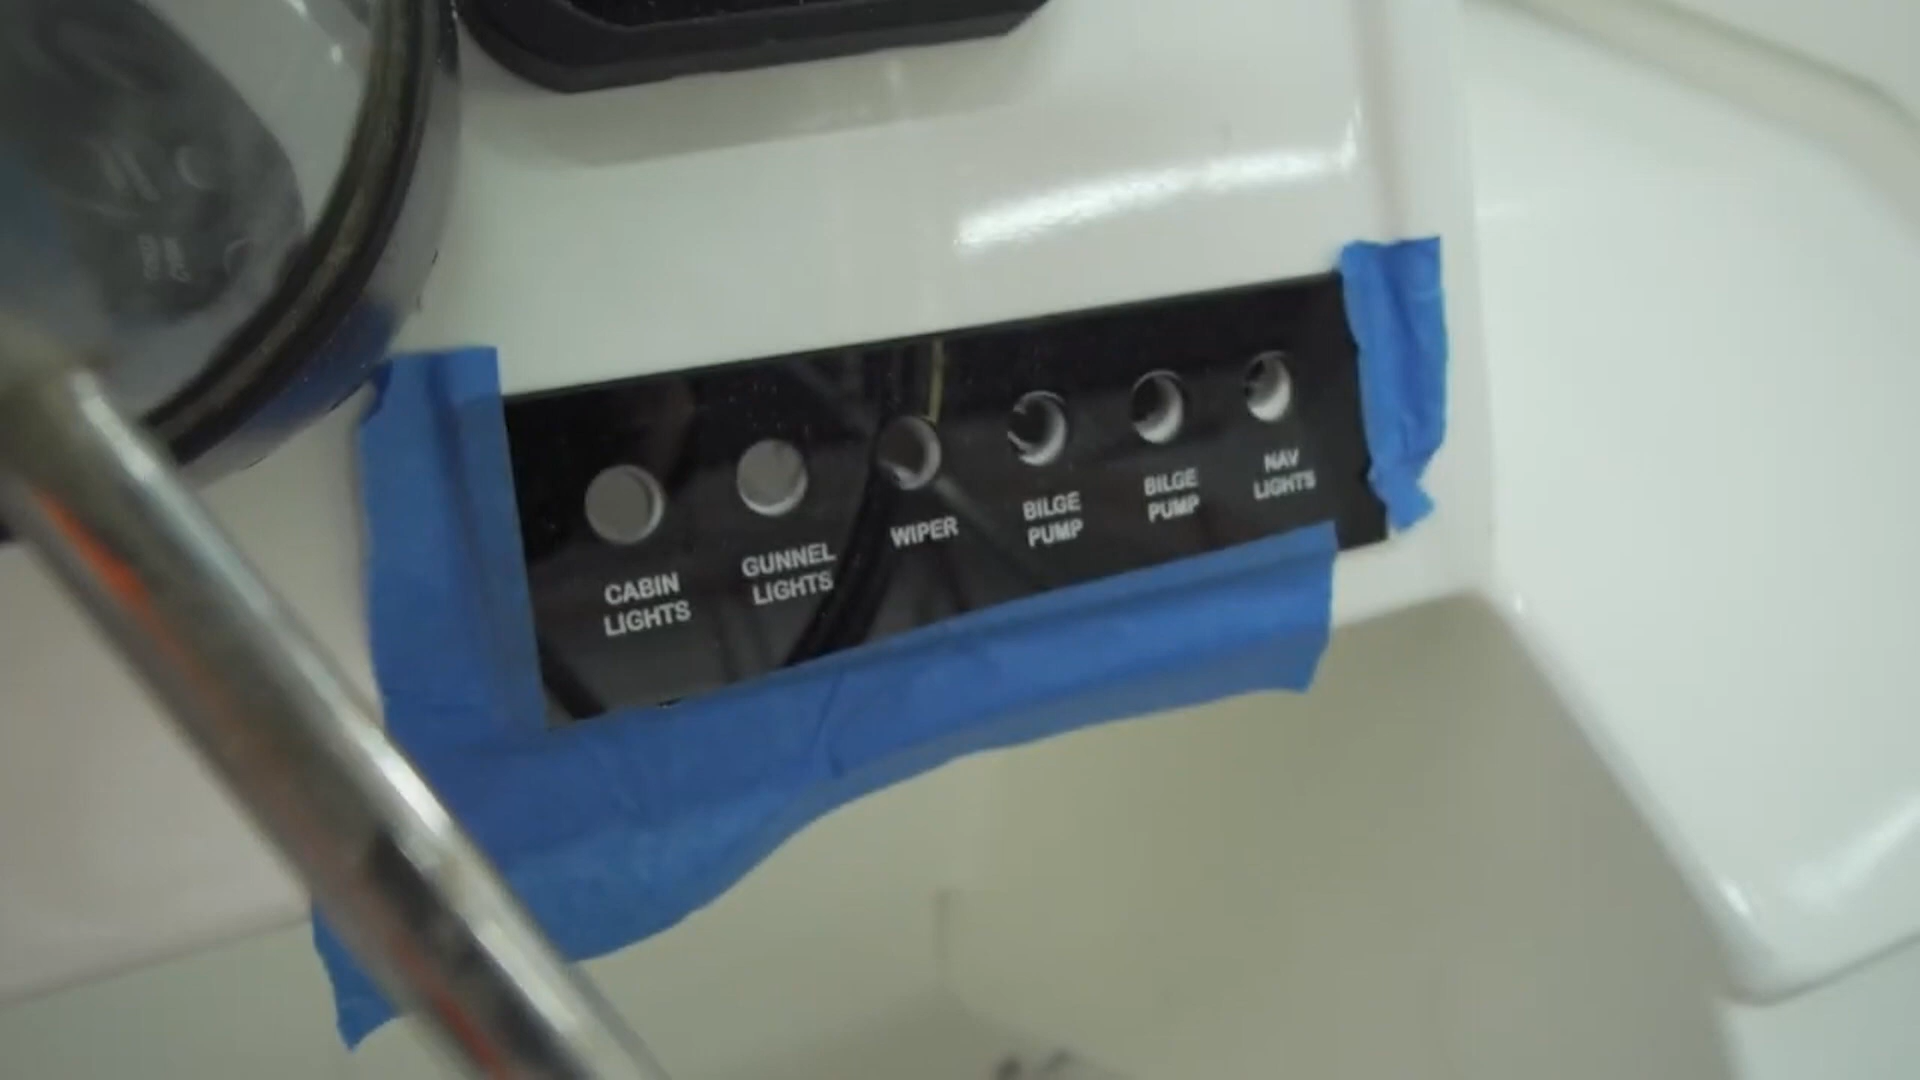 CABIN
LIGHTS
GUNNEL
LIGHTS
WIPER
BILGE
PUMP
BILGE
PUMP
NAV
LIGHTS